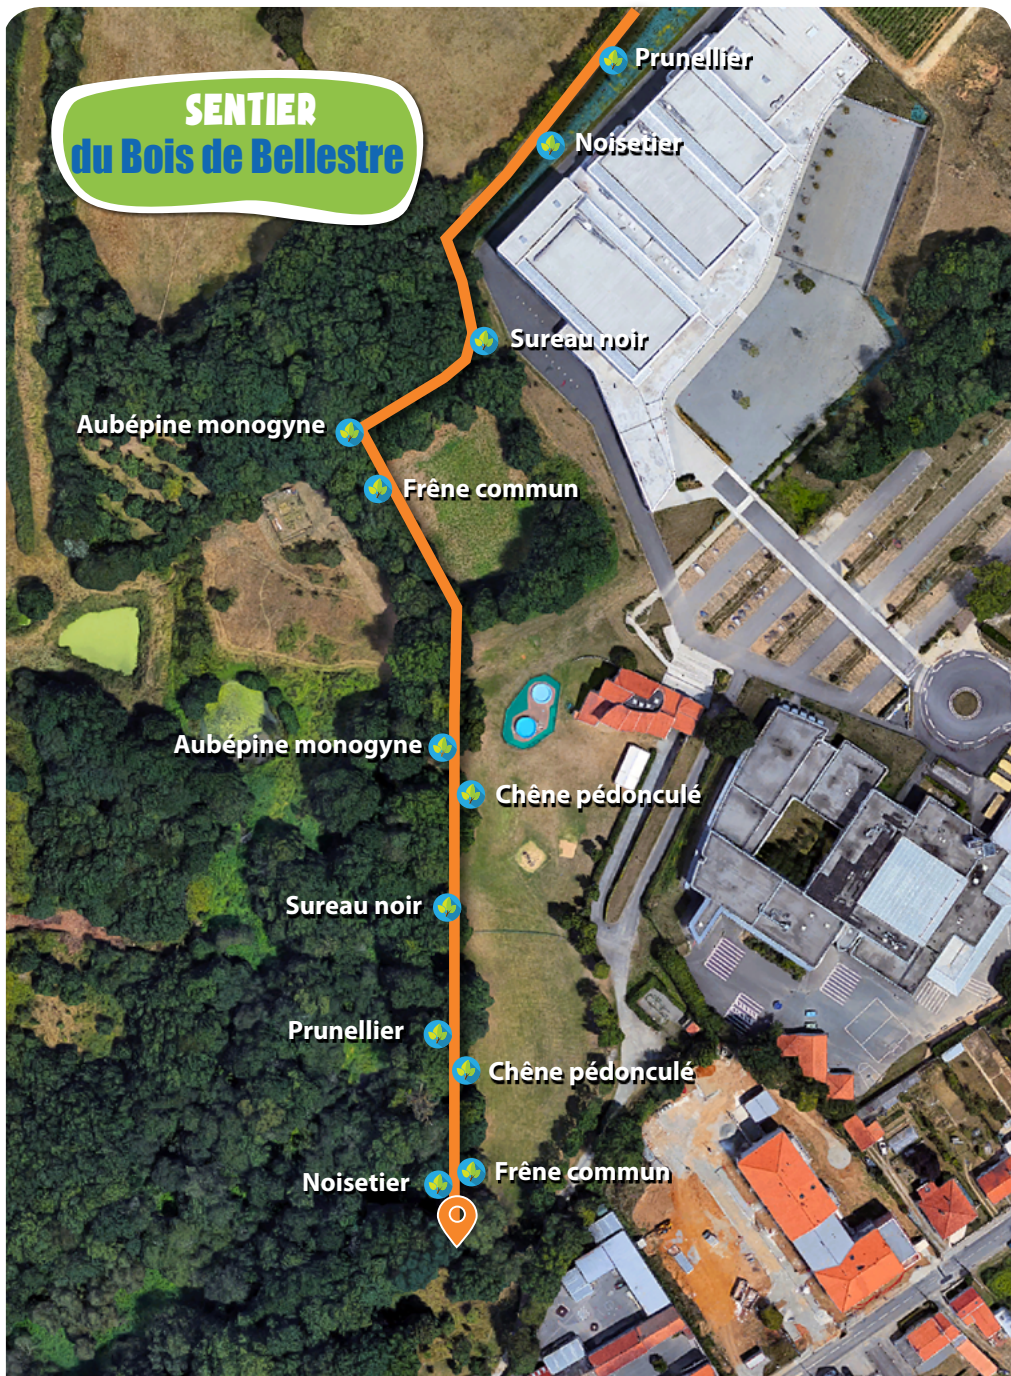 Prunellier
SENTIER
du Bois de Bellestre
Noisetier
Sureau noir
Aubépine monogyne
Frêne commun
Aubépine monogyne
Chêne pédonculé
Sureau noir
Prunellier
Chêne pédonculé
Frêne commun
Noisetier